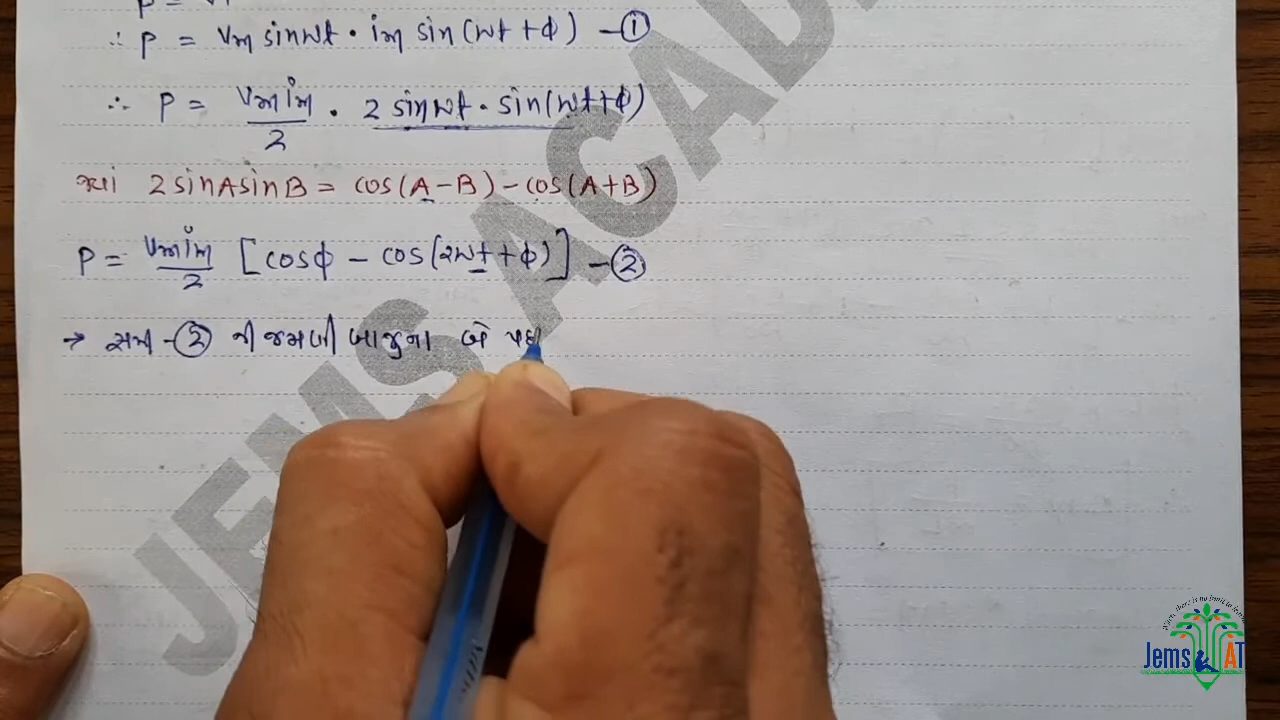 ∴ P = Vm sinωt · im sin(ωt + ϕ) —①
∴ P = Vm im / 2 · 2 sinωt · sin(ωt+ϕ)
જ્યાં 2 sinA sinB = cos(A − B) − cos(A + B)
P = Vm im / 2 [cosϕ − cos(2ωt + ϕ)] —②
→ સમી -② ની જમણી બાજુના બે પદ
JEMS ACAD
Jems AT